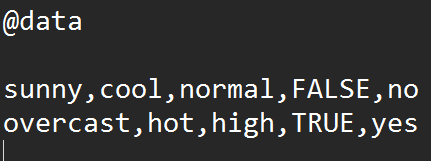 @data
sunny,cool,normal,FALSE,no
overcast,hot,high,TRUE,yes